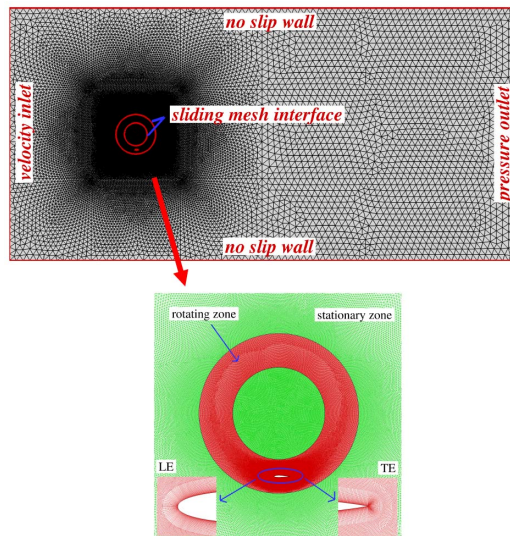 no slip wall
velocity inlet
sliding mesh interface
pressure outlet
no slip wall
rotating zone
stationary zone
LE
TE